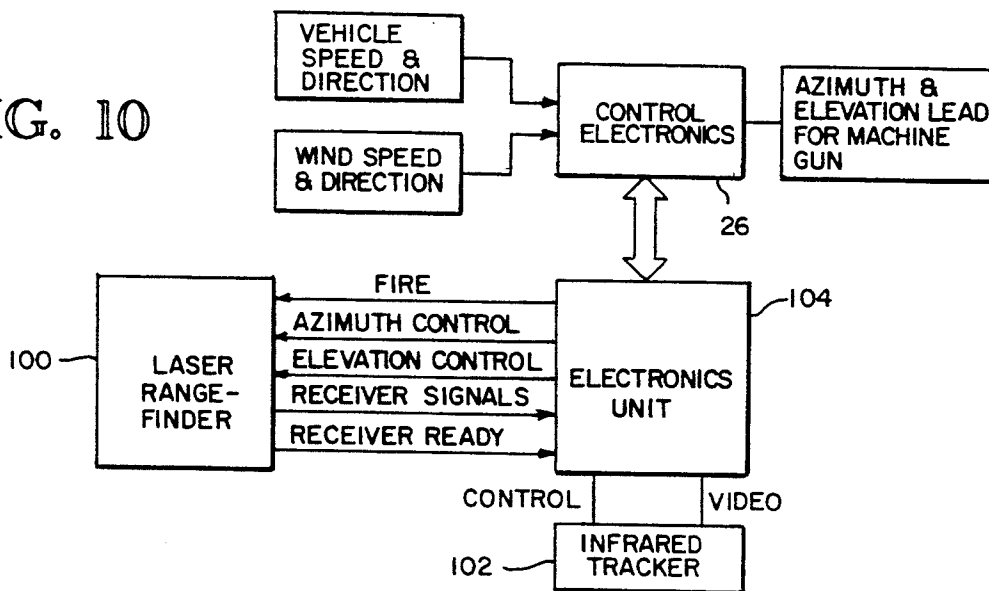 IG. 10
VEHICLE
SPEED &
DIRECTION
WIND SPEED
& DIRECTION
CONTROL
ELECTRONICS
26
AZIMUTH &
ELEVATION LEAD
FOR MACHINE
GUN
100
LASER
RANGE-
FINDER
FIRE
AZIMUTH CONTROL
ELEVATION CONTROL
RECEIVER SIGNALS
RECEIVER READY
104
ELECTRONICS
UNIT
CONTROL
VIDEO
102
INFRARED
TRACKER